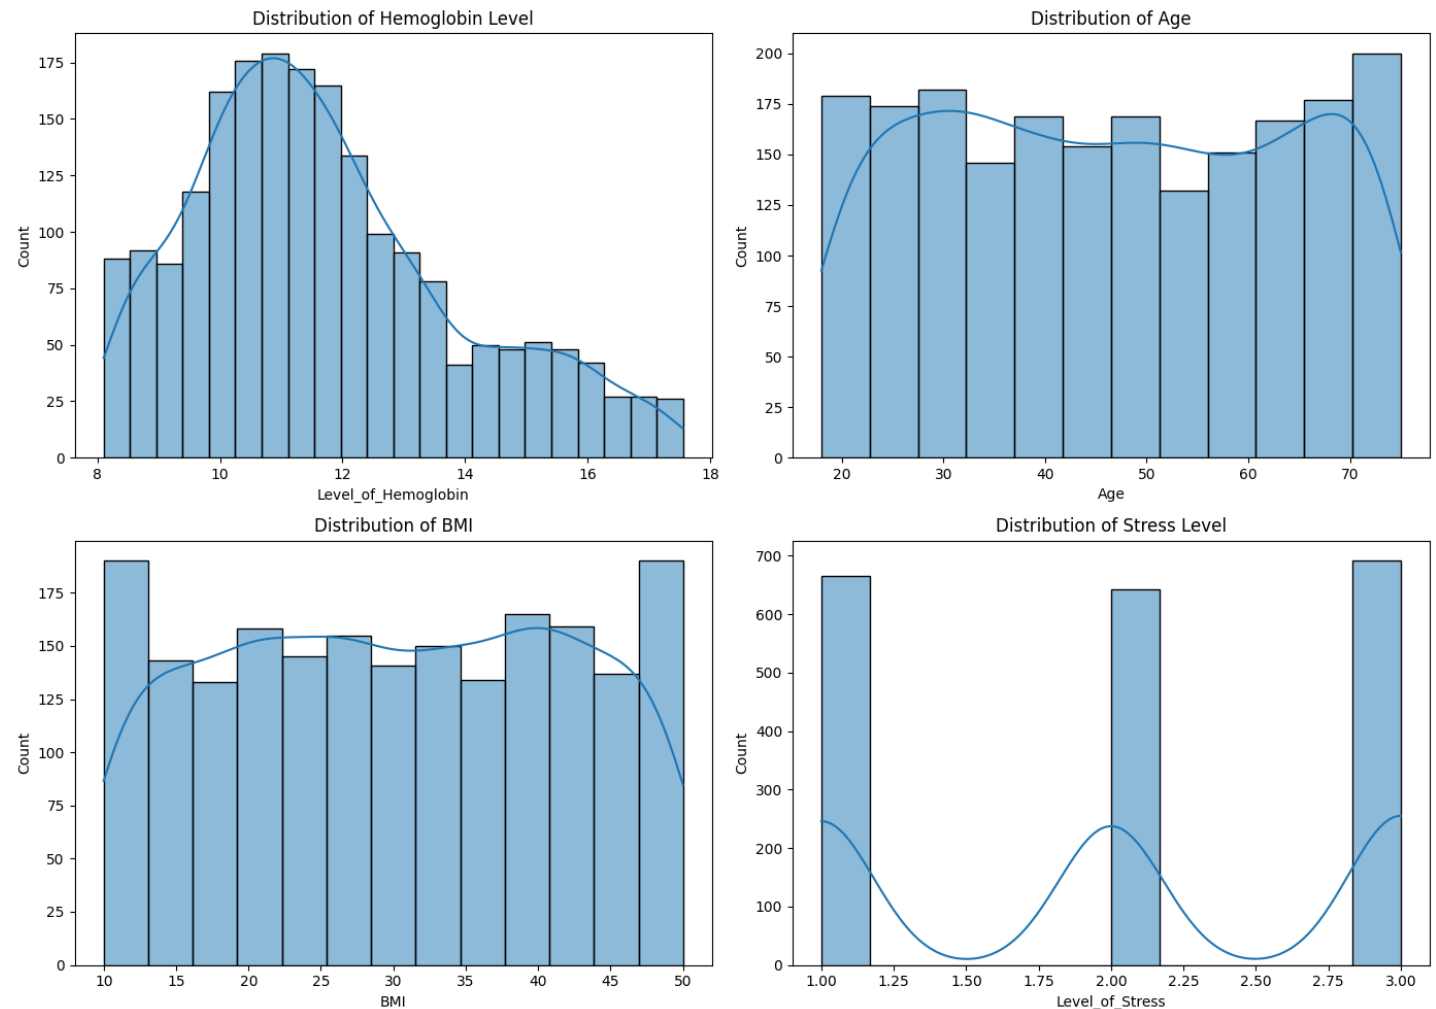 Distribution of Hemoglobin Level
175
150
125
100
75
50
25
0
Count
8 10 12 14 16 18
Level_of_Hemoglobin
Distribution of Age
200
175
150
125
100
75
50
25
0
Count
20 30 40 50 60 70
Age
Distribution of BMI
175
150
125
100
75
50
25
0
Count
10 15 20 25 30 35 40 45 50
BMI
Distribution of Stress Level
700
600
500
400
300
200
100
0
Count
1.00 1.25 1.50 1.75 2.00 2.25 2.50 2.75 3.00
Level_of_Stress